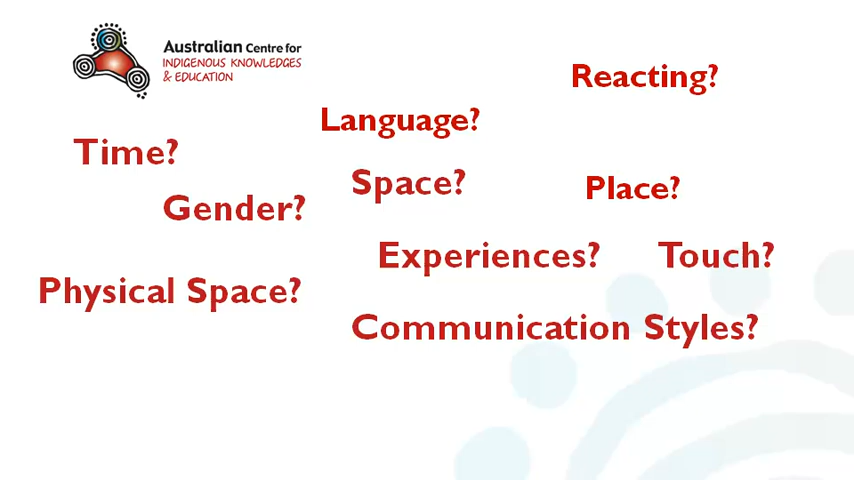 Australian Centre for
INDIGENOUS KNOWLEDGES
& EDUCATION
Reacting?
Language?
Time?
Space?
Place?
Gender?
Experiences?
Touch?
Physical Space?
Communication Styles?